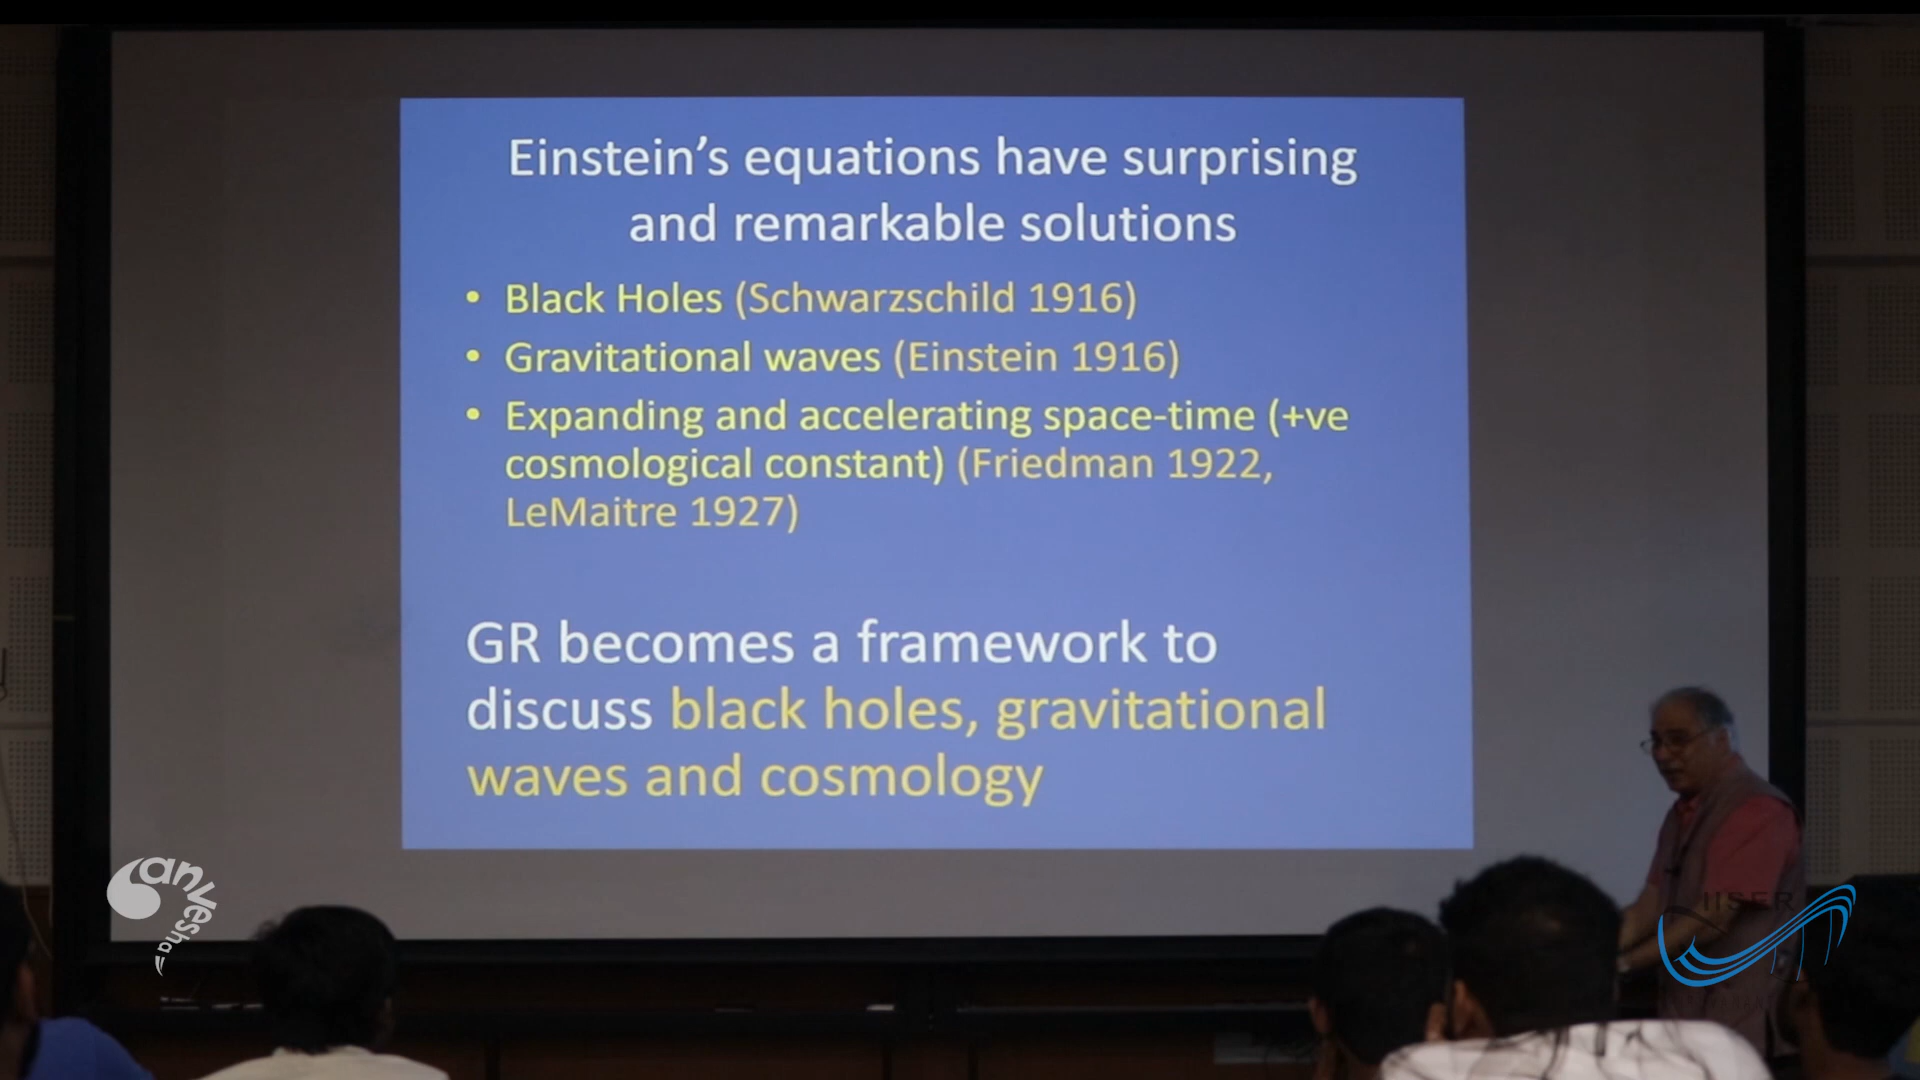 Einstein’s equations have surprising
and remarkable solutions
• Black Holes (Schwarzschild 1916)
• Gravitational waves (Einstein 1916)
• Expanding and accelerating space-time (+ve
cosmological constant) (Friedman 1922,
LeMaitre 1927)
GR becomes a framework to
discuss black holes, gravitational
waves and cosmology
anvesha
IISER